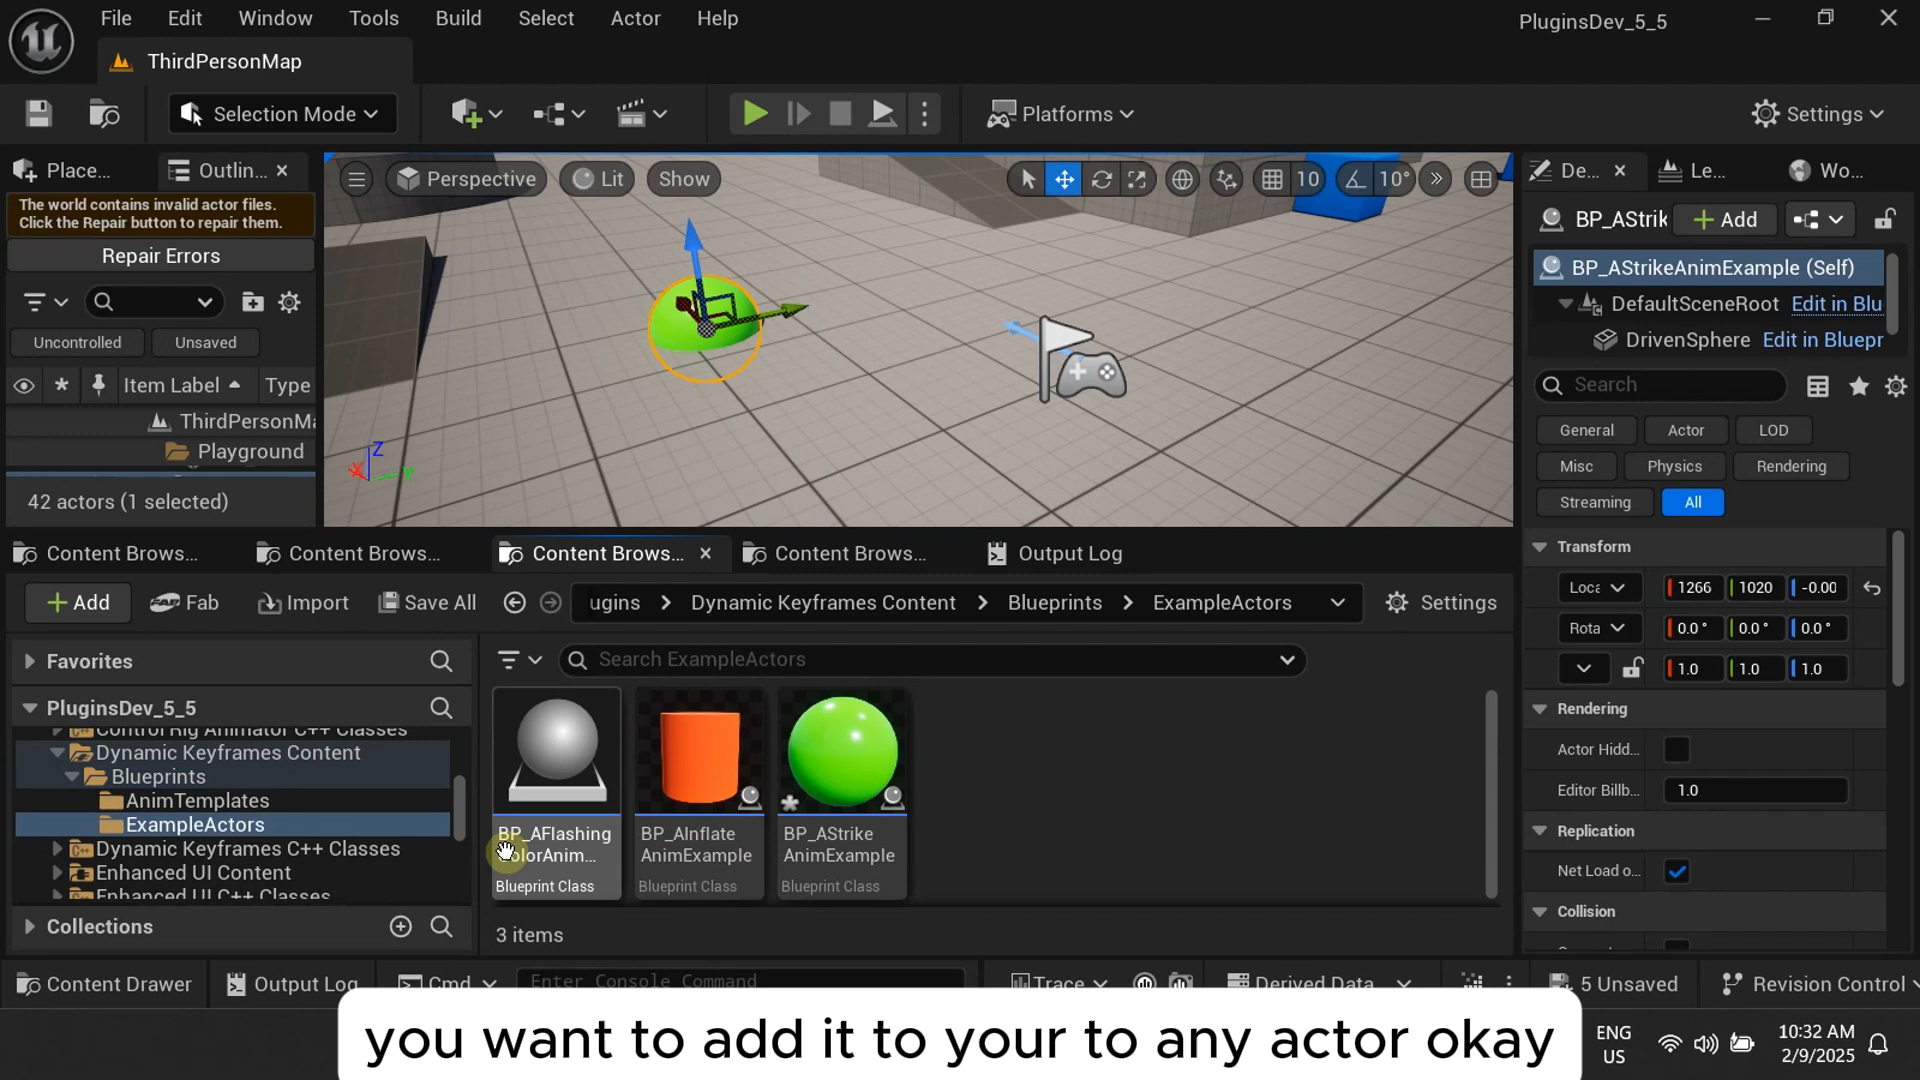 File Edit Window Tools Build Select Actor Help
PluginsDev_5_5
ThirdPersonMap
Selection Mode
Platforms
Settings
Place...
Outlin...
The world contains invalid actor files.
Click the Repair button to repair them.
Repair Errors
Uncontrolled Unsaved
Item Label Type
ThirdPersonMa
Playground
42 actors (1 selected)
Perspective Lit Show
10 10°
X Y Z
De... Le... Wo...
BP_AStrik Add
BP_AStrikeAnimExample (Self)
DefaultSceneRoot Edit in Blu
DrivenSphere Edit in Bluepr
Search
General Actor LOD
Misc Physics Rendering
Streaming All
Transform
Loca 1266 1020 -0.00
Rota 0.0° 0.0° 0.0°
1.0 1.0 1.0
Rendering
Actor Hidd...
Editor Billb... 1.0
Replication
Net Load o...
Collision
Content Brows... Content Brows... Content Brows... Content Brows... Output Log
Add Fab Import Save All
ugins Dynamic Keyframes Content Blueprints ExampleActors
Settings
Favorites
PluginsDev_5_5
Control Rig Animator C++ Classes
Dynamic Keyframes Content
Blueprints
AnimTemplates
ExampleActors
Dynamic Keyframes C++ Classes
Enhanced UI Content
Enhanced UI C++ Classes
Collections
Search ExampleActors
BP_AFlashing
olorAnim...
Blueprint Class
BP_AInflate
AnimExample
Blueprint Class
BP_AStrike
AnimExample
Blueprint Class
3 items
Content Drawer Output Log Cmd Enter Console Command Trace Derived Data 5 Unsaved Revision Control
you want to add it to your to any actor okay
ENG
US
10:32 AM
2/9/2025